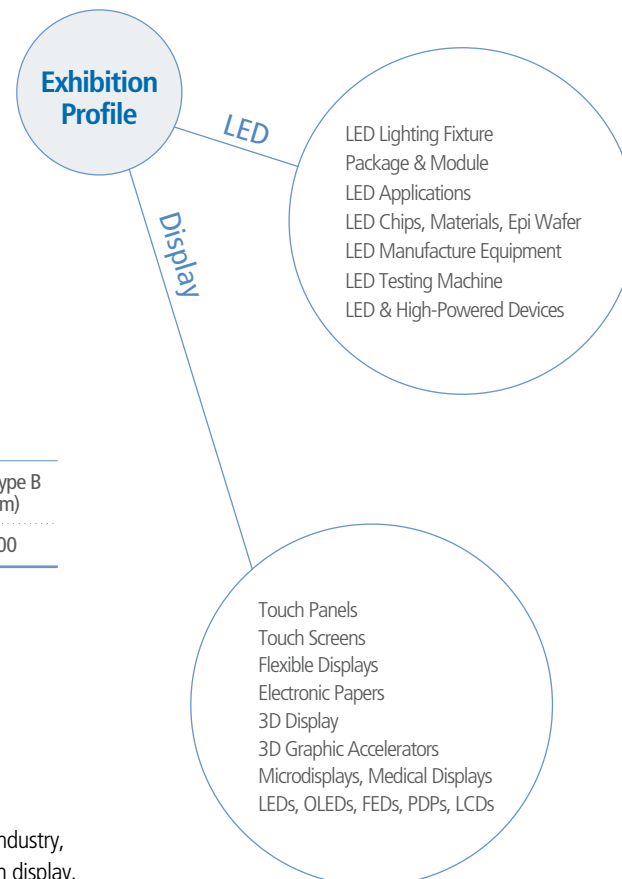 Exhibition
Profile
LED
LED Lighting Fixture
Package & Module
LED Applications
LED Chips, Materials, Epi Wafer
LED Manufacture Equipment
LED Testing Machine
LED & High-Powered Devices
Display
Touch Panels
Touch Screens
Flexible Displays
Electronic Papers
3D Display
3D Graphic Accelerators
Microdisplays, Medical Displays
LEDs, OLEDs, FEDs, PDPs, LCDs
ype B
m)
00
ndustry,
n display,